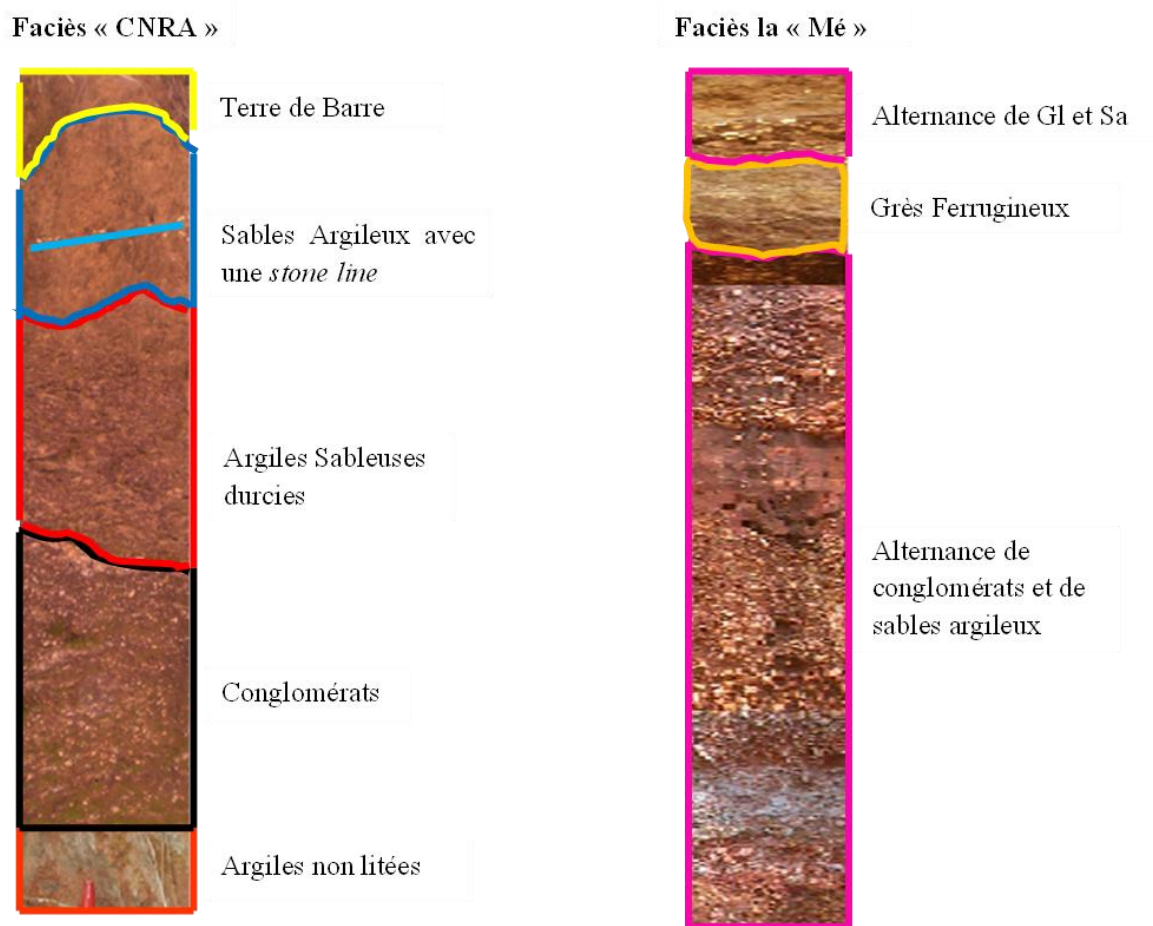 Faciès « CNRA »
Terre de Barre
Sables Argileux avec
une stone line
Argiles Sableuses
durcies
Conglomérats
Argiles non litées
Faciès la « Mé »
Alternance de Gl et Sa
Grès Ferrugineux
Alternance de
conglomérats et de
sables argileux